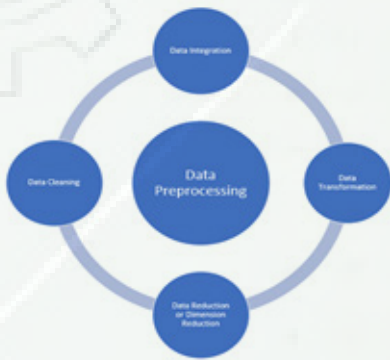 Data Integration
Data Cleaning
Data
Preprocessing
Data
Transformation
Data Reduction
or Dimension
Reduction